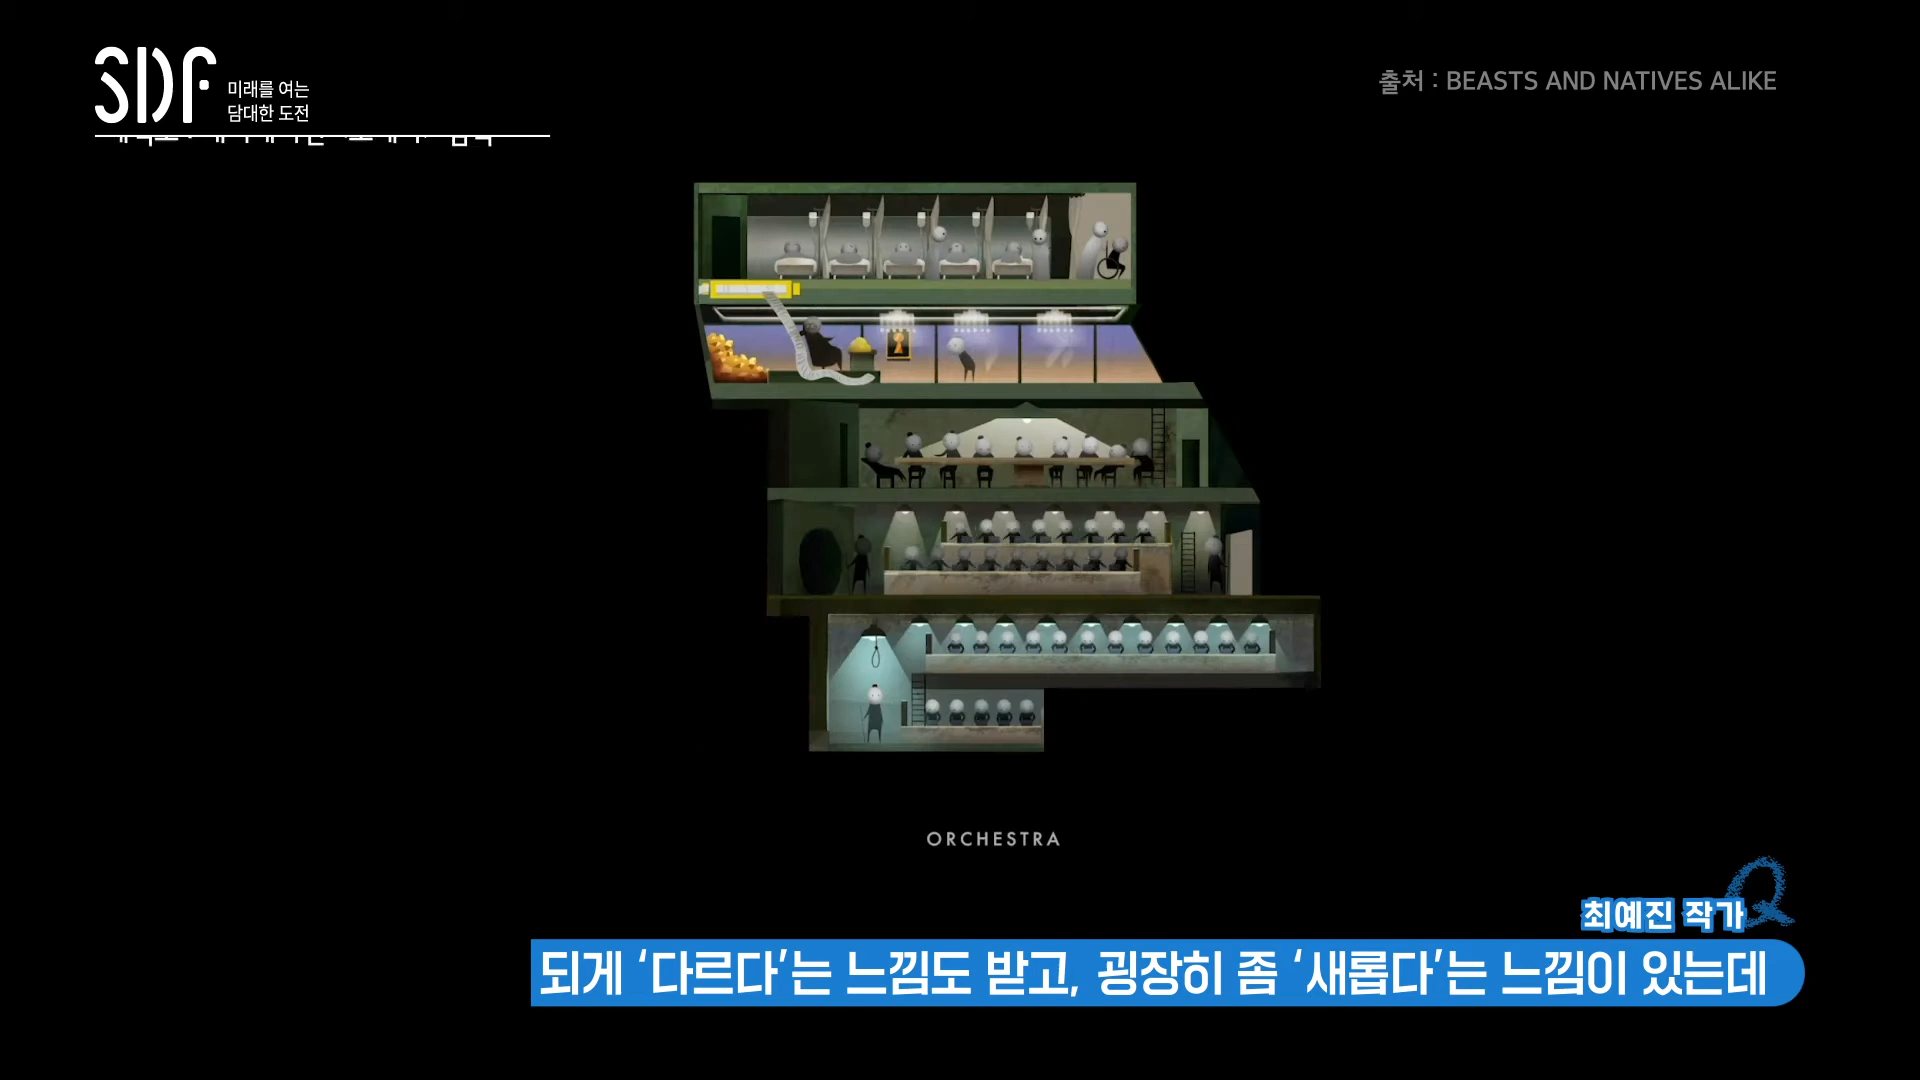 SDF 미래를 여는
담대한 도전
출처 : BEASTS AND NATIVES ALIKE
ORCHESTRA
최예진 작가
Q
되게 ‘다르다’는 느낌도 받고, 굉장히 좀 ‘새롭다’는 느낌이 있는데